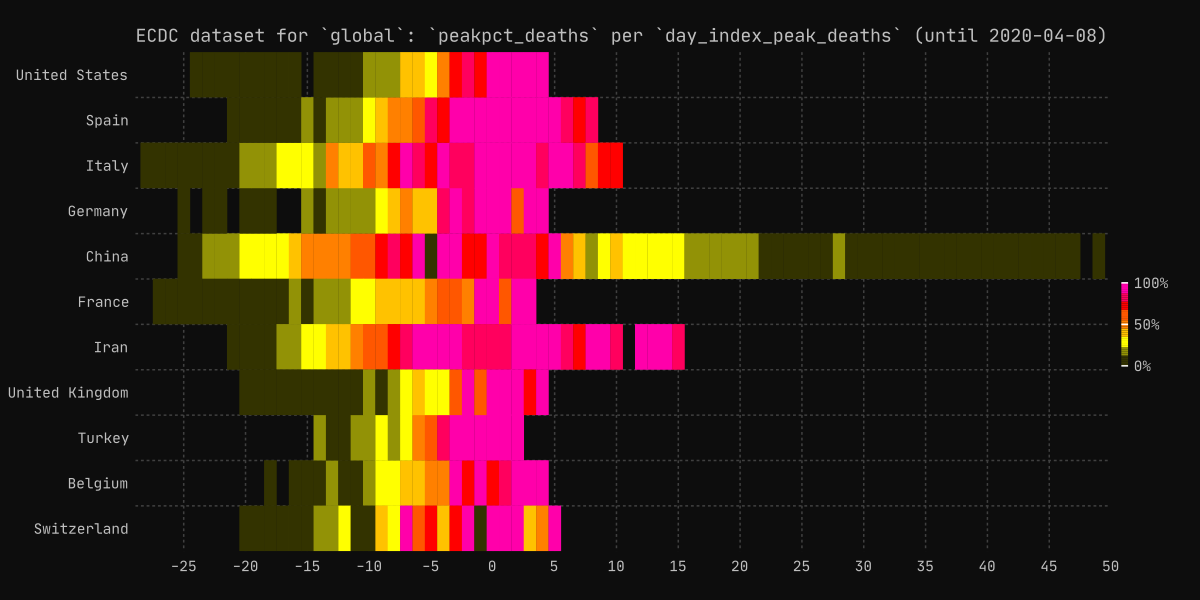 ECDC dataset for `global`: `peakpct_deaths` per `day_index_peak_deaths` (until 2020-04-08)
United States
Spain
Italy
Germany
China
France
Iran
United Kingdom
Turkey
Belgium
Switzerland
100%
50%
0%
-25 -20 -15 -10 -5 0 5 10 15 20 25 30 35 40 45 50